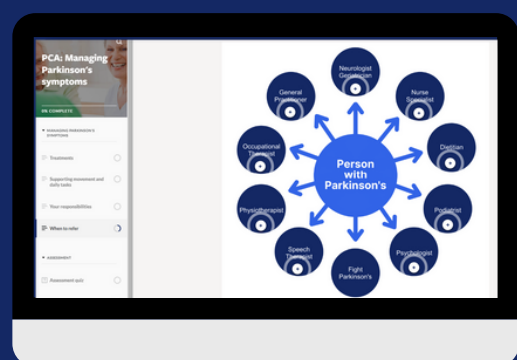 PCA: Managing
Parkinson's
symptoms
0% COMPLETE
MANAGING PARKINSON'S
SYMPTOMS
Treatments
Supporting movement and
daily tasks
Your responsibilities
When to refer
ASSESSMENT
Assessment quiz
Neurologist
Geriatrician
Nurse
Specialist
Dietitian
Podiatrist
Psychologist
Fight
Parkinson's
Speech
Therapist
Physiotherapist
Occupational
Therapist
General
Practitioner
Person
with
Parkinson's